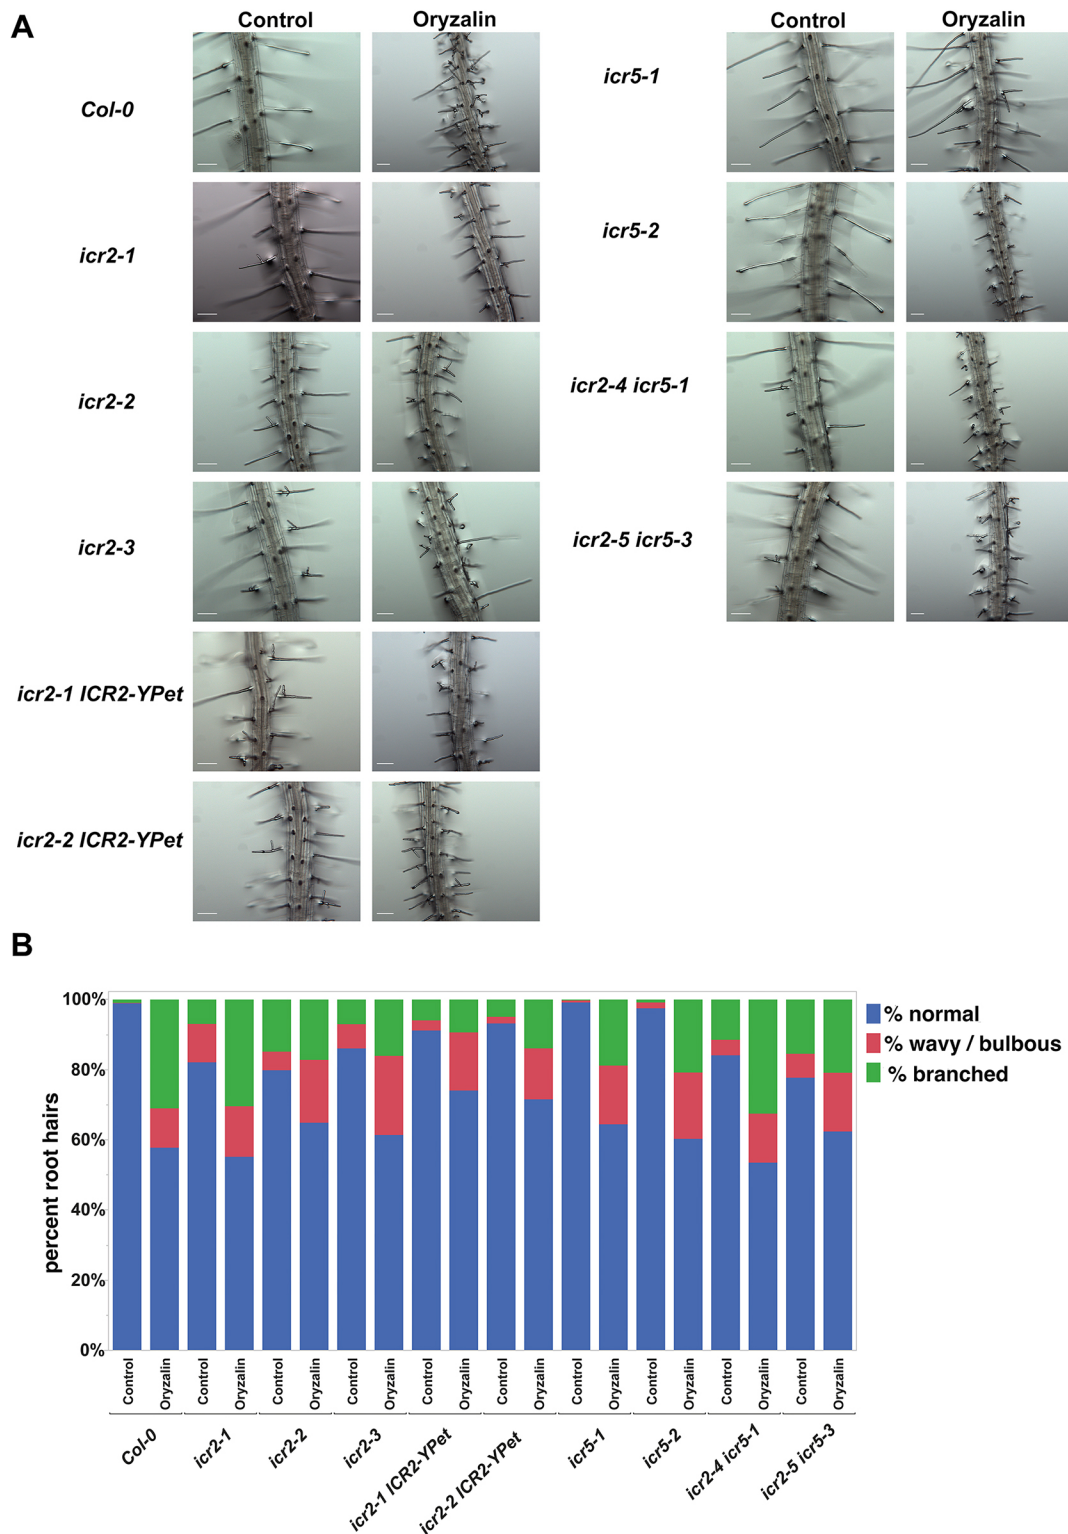 A
Control
Oryzalin
Control
Oryzalin
Col-0
icr5-1
icr2-1
icr5-2
icr2-2
icr2-4 icr5-1
icr2-3
icr2-5 icr5-3
icr2-1 ICR2-YPet
icr2-2 ICR2-YPet
B
percent root hairs
100%
80%
60%
40%
20%
0%
% normal
% wavy / bulbous
% branched
Control
Oryzalin
Control
Oryzalin
Control
Oryzalin
Control
Oryzalin
Control
Oryzalin
Control
Oryzalin
Control
Oryzalin
Control
Oryzalin
Control
Oryzalin
Control
Oryzalin
Col-0
icr2-1
icr2-2
icr2-3
icr2-1 ICR2-YPet
icr2-2 ICR2-YPet
icr5-1
icr5-2
icr2-4 icr5-1
icr2-5 icr5-3